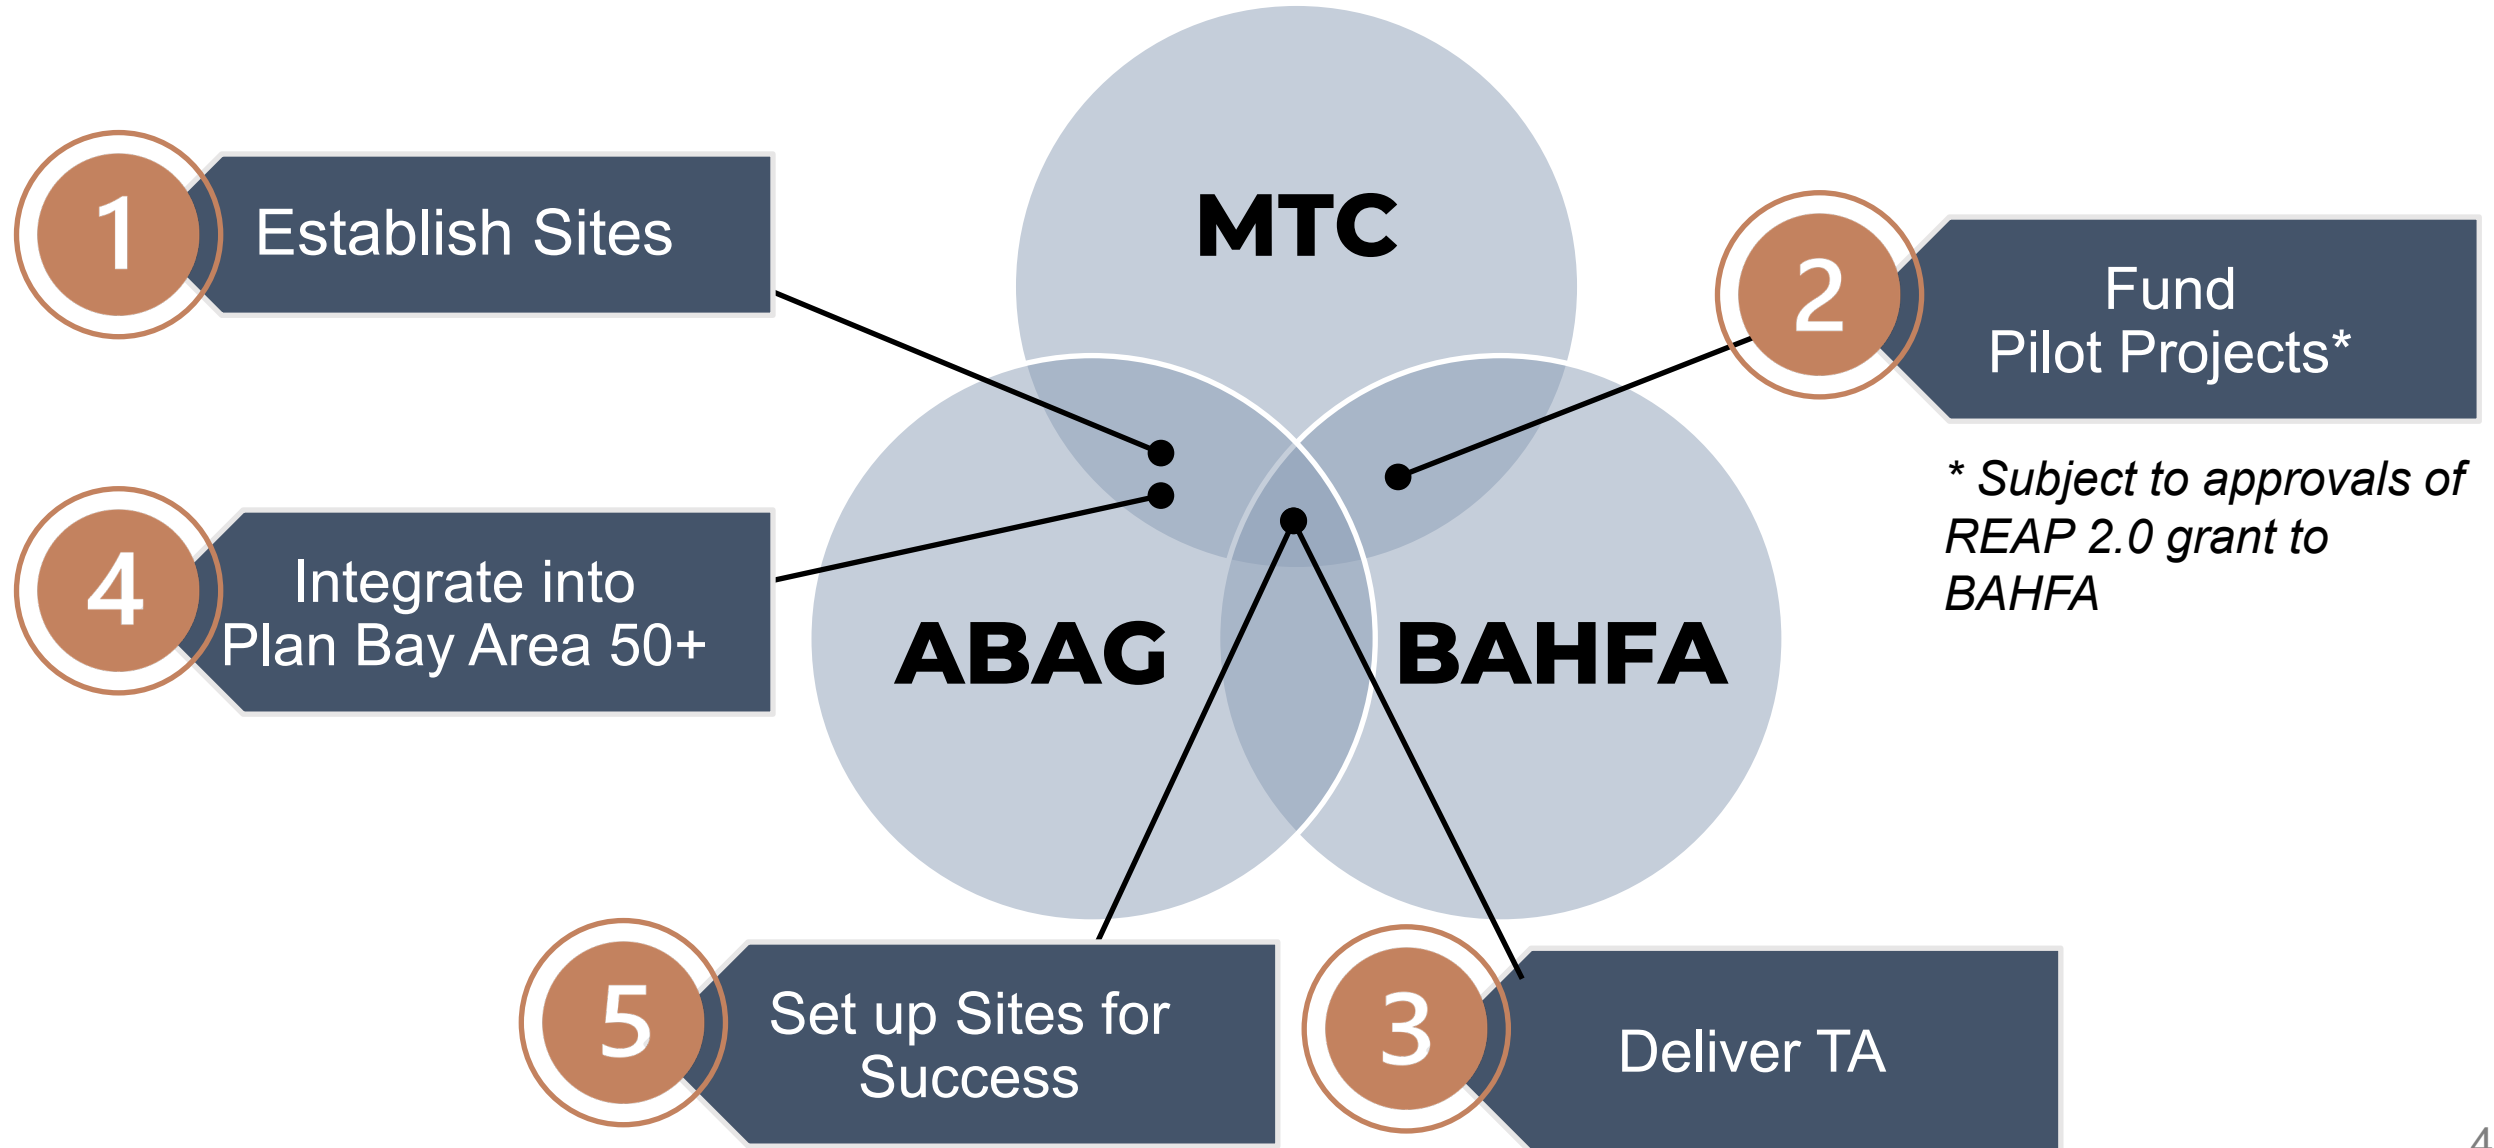 MTC
1
Establish Sites
2
Fund
Pilot Projects*
* Subject to approvals of
REAP 2.0 grant to
BAHFA
4
Integrate into
Plan Bay Area 50+
ABAG
BAHFA
5
Set up Sites for
Success
3
Deliver TA
4